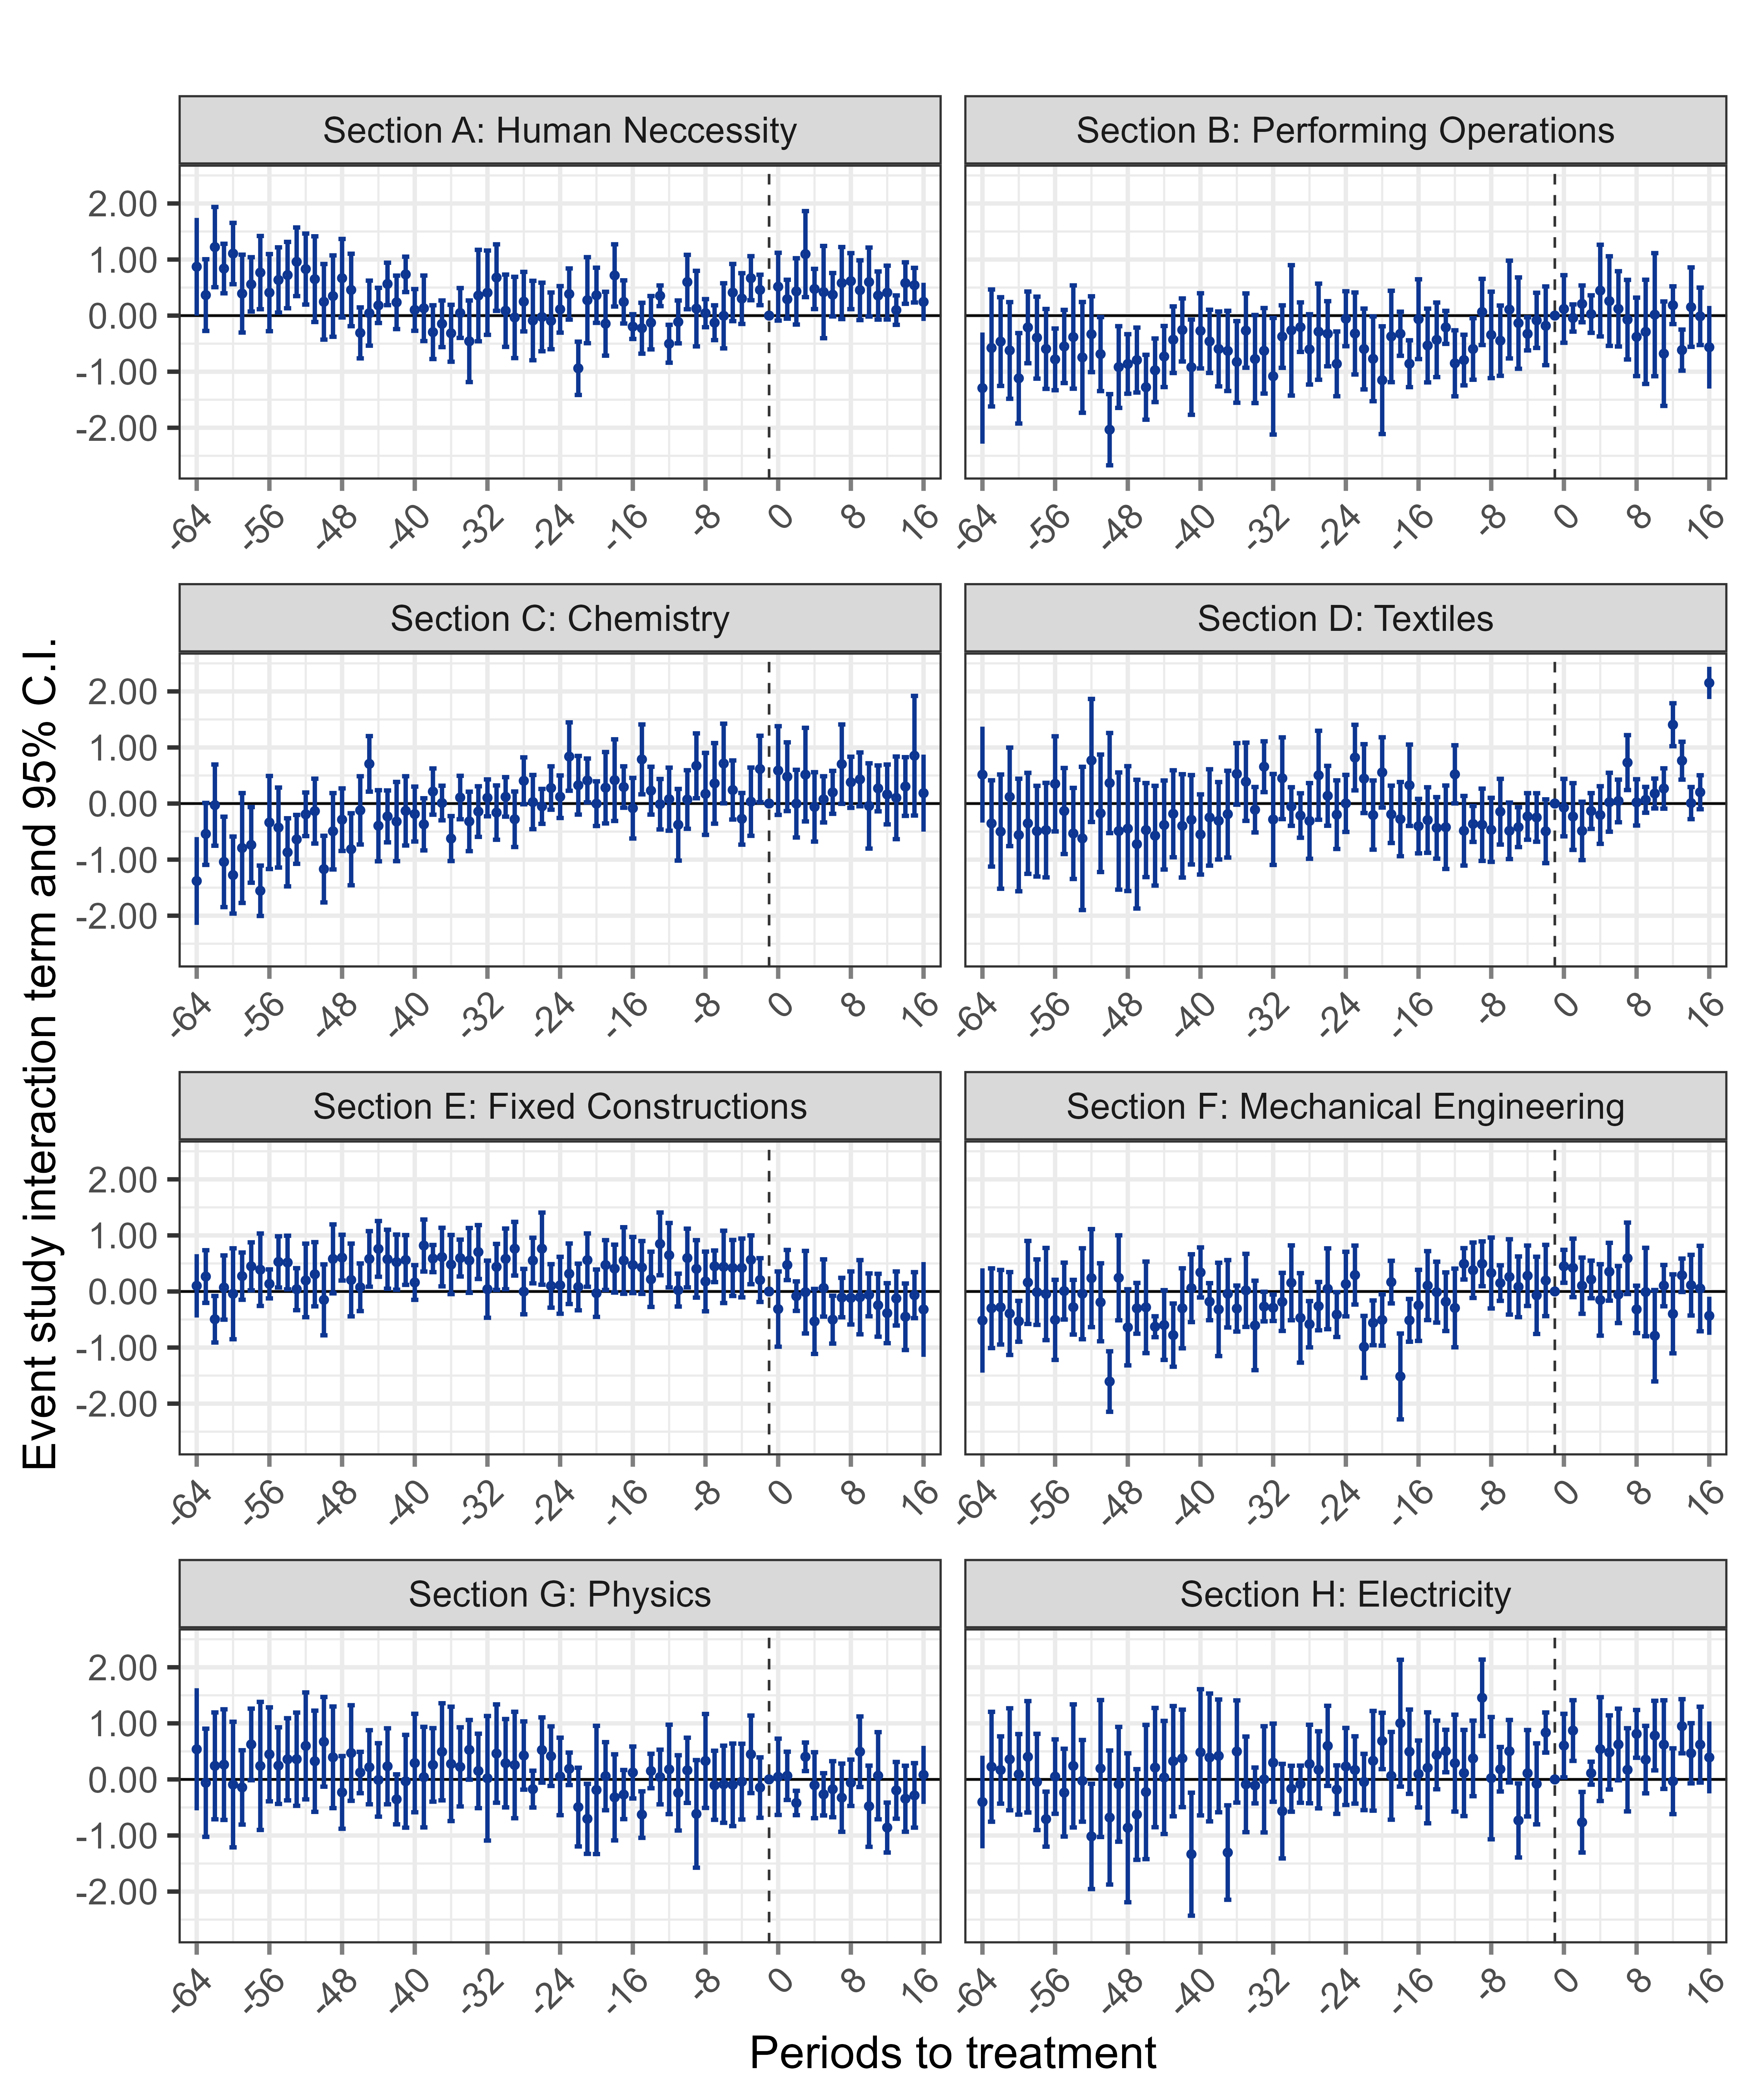 Section A: Human Neccessity
Section B: Performing Operations
2.00
1.00
0.00
-1.00
-2.00
-64 -56 -48 -40 -32 -24 -16 -8 0 8 16
-64 -56 -48 -40 -32 -24 -16 -8 0 8 16
Section C: Chemistry
Section D: Textiles
2.00
1.00
0.00
-1.00
-2.00
-64 -56 -48 -40 -32 -24 -16 -8 0 8 16
-64 -56 -48 -40 -32 -24 -16 -8 0 8 16
Event study interaction term and 95% C.I.
Section E: Fixed Constructions
Section F: Mechanical Engineering
2.00
1.00
0.00
-1.00
-2.00
-64 -56 -48 -40 -32 -24 -16 -8 0 8 16
-64 -56 -48 -40 -32 -24 -16 -8 0 8 16
Section G: Physics
Section H: Electricity
2.00
1.00
0.00
-1.00
-2.00
-64 -56 -48 -40 -32 -24 -16 -8 0 8 16
-64 -56 -48 -40 -32 -24 -16 -8 0 8 16
Periods to treatment